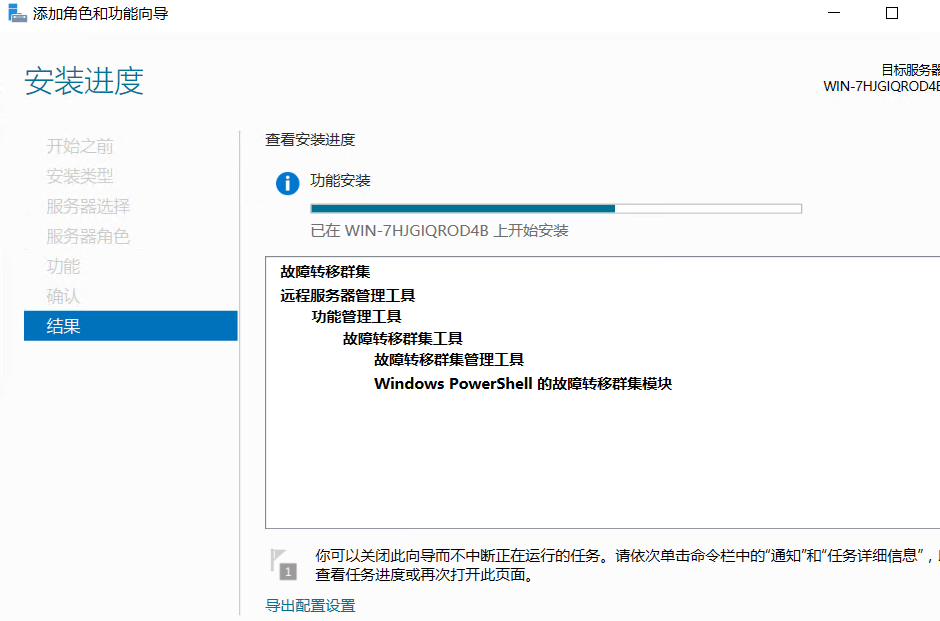 添加角色和功能向导
安装进度
目标服务器
WIN-7HJGIQROD4B
开始之前
安装类型
服务器选择
服务器角色
功能
确认
结果
查看安装进度
功能安装
已在 WIN-7HJGIQROD4B 上开始安装
故障转移群集
远程服务器管理工具
功能管理工具
故障转移群集工具
故障转移群集管理工具
Windows PowerShell 的故障转移群集模块
1
你可以关闭此向导而不中断正在运行的任务。请依次单击命令栏中的“通知”和“任务详细信息”，
查看任务进度或再次打开此页面。
导出配置设置